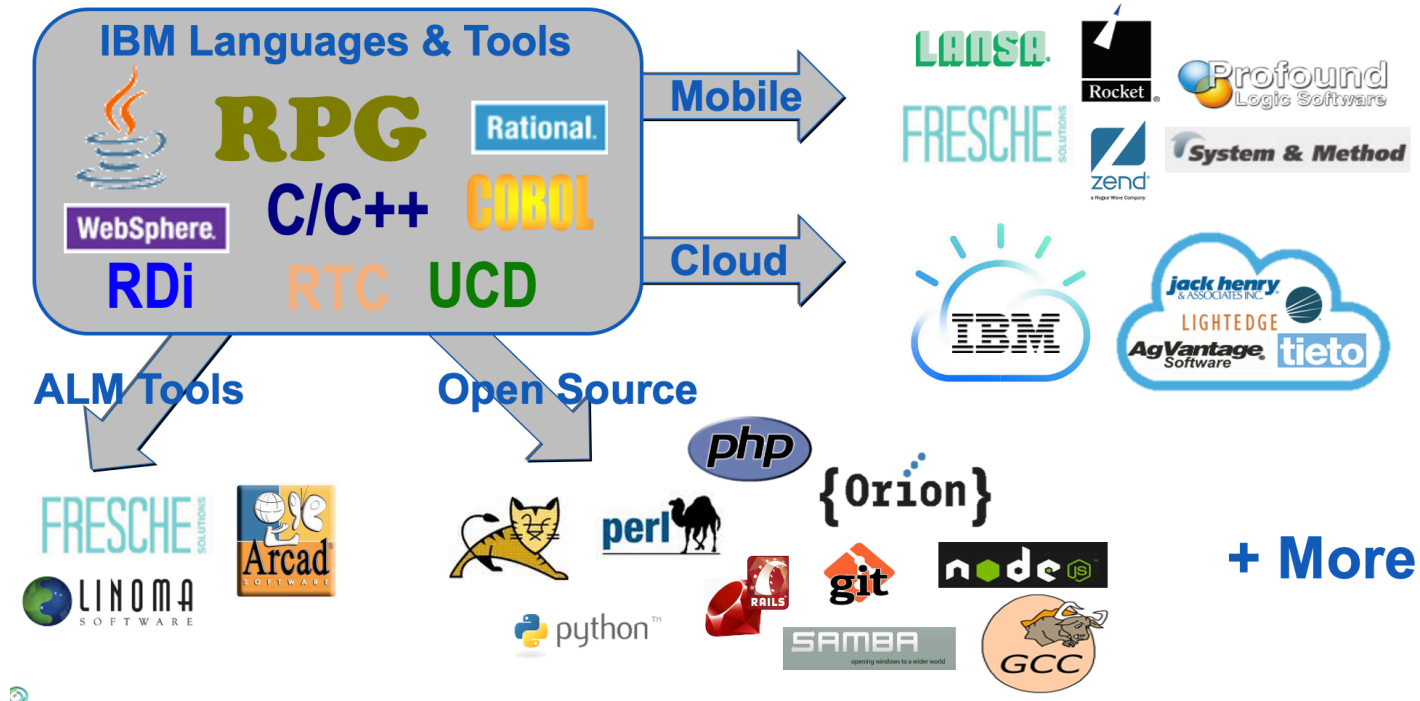 IBM Languages & Tools
RPG
Rational.
WebSphere.
C/C++
COBOL
RDi
RTC
UCD
Mobile
LANSA.
Rocket
Profound
Logic Software
FRESCHE
SOLUTIONS
zend
a Rogue Wave Company
System & Method
Cloud
IBM
jack henry
& ASSOCIATES INC.
LIGHTEDGE
AgVantage
Software
tieto
ALM Tools
FRESCHE
SOLUTIONS
Arcad
SOFTWARE
LINOMA
SOFTWARE
Open Source
php
{Orion}
perl
RAILS
git
node
JS
python™
SAMBA
opening windows to a wider world
GCC
+ More